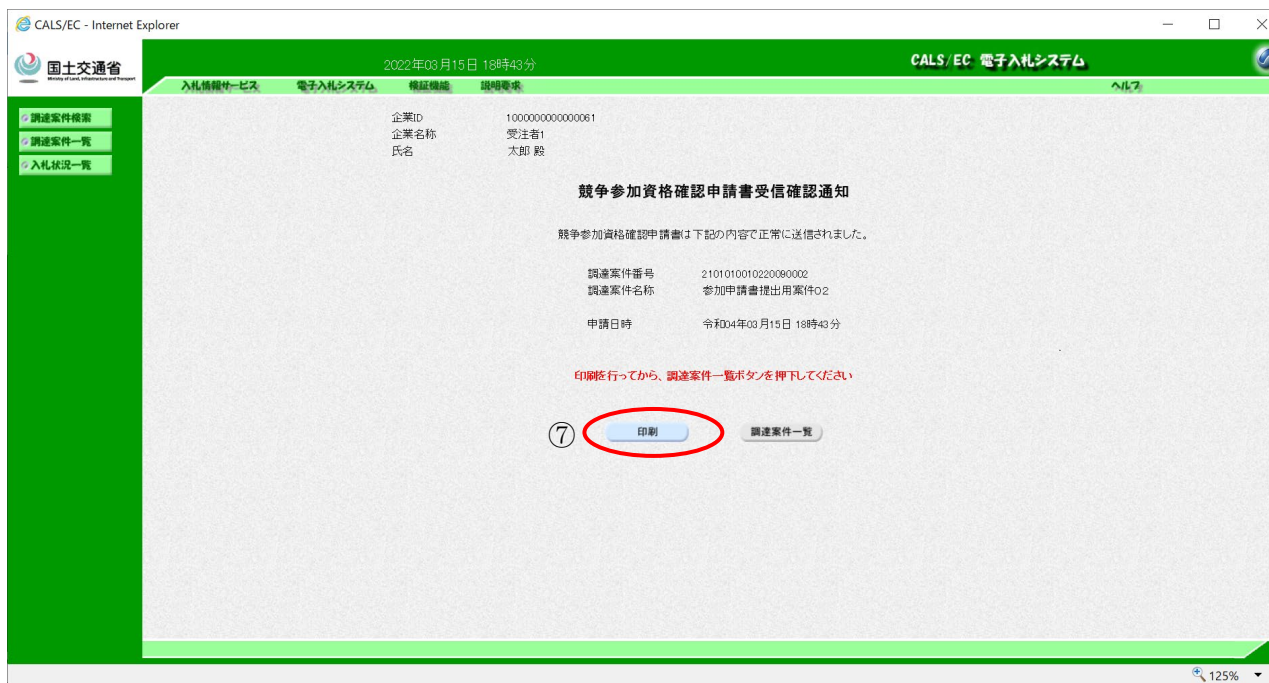 CALS/EC - Internet Explorer
国土交通省
Ministry of Land, Infrastructure and Transport
2022年03月15日 18時43分
CALS/EC 電子入札システム
入札情報サービス 電子入札システム 検証機能 説明要求 ヘルプ
調達案件検索
調達案件一覧
入札状況一覧
企業ID 1000000000000061
企業名称 受注者1
氏名 太郎 殿
競争参加資格確認申請書受信確認通知
競争参加資格確認申請書は下記の内容で正常に送信されました。
調達案件番号 2101010010220090002
調達案件名称 参加申請書提出用案件02
申請日時 令和04年03月15日 18時43分
印刷を行ってから、調達案件一覧ボタンを押下してください
⑦ 印刷 調達案件一覧
125%